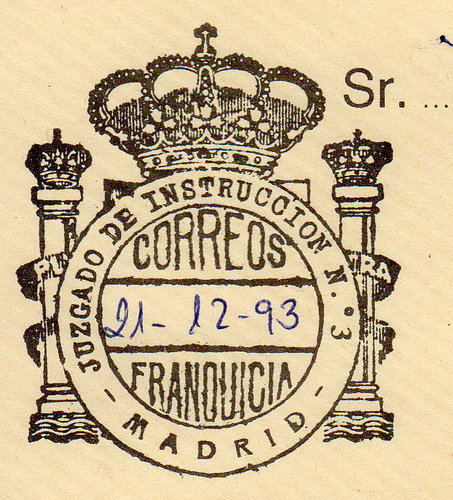 Sr. ....
JUZGADO DE INSTRUCCION N.º 3
CORREOS
21-12-93
FRANQUICIA
- MADRID -